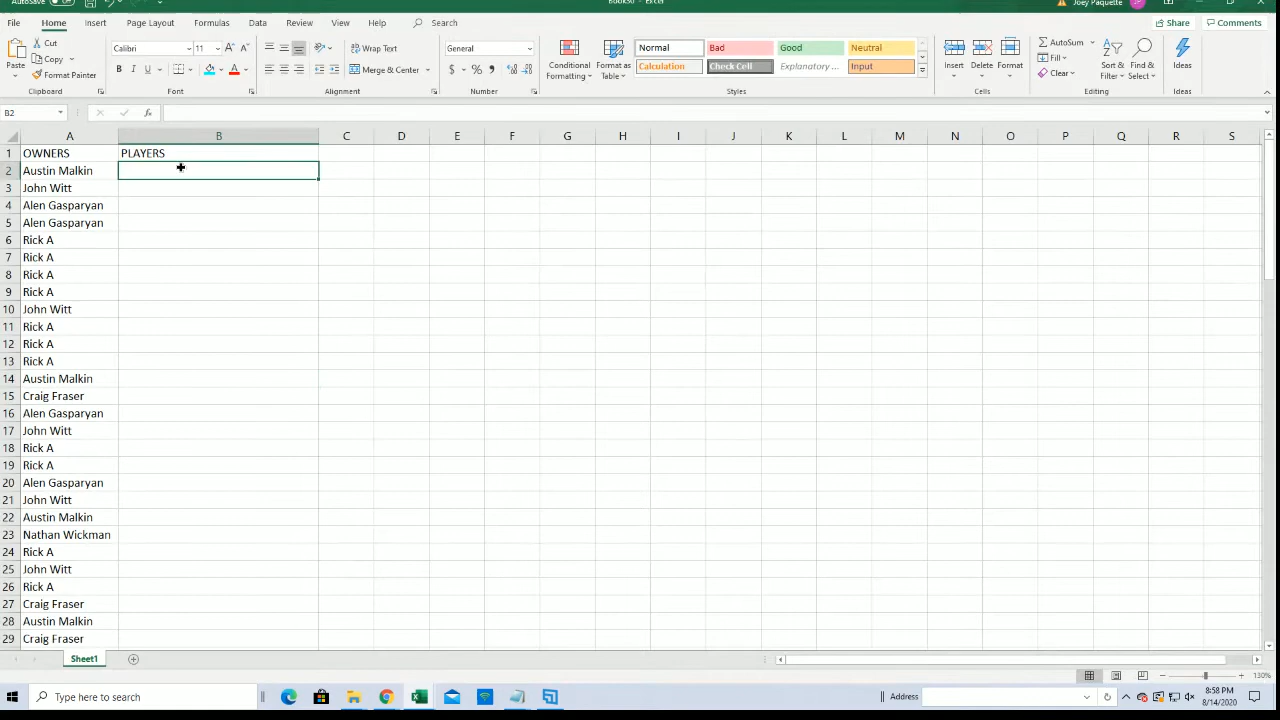 AutoSave
Book30 - Excel
Joey Paquette
File Home Insert Page Layout Formulas Data Review View Help Search Share Comments
Paste Cut Copy Format Painter Clipboard
Calibri 11 A A B I U A Font
Wrap Text Merge & Center Alignment
General $ % Number
Conditional Formatting Format as Table
Normal Bad Good Neutral
Calculation Check Cell Explanatory ... Input
Styles
Insert Delete Format Cells
AutoSum Fill Clear Sort & Filter Find & Select Editing
Ideas Ideas
B2 fx
A B C D E F G H I J K L M N O P Q R S
1 OWNERS PLAYERS
2 Austin Malkin
3 John Witt
4 Alen Gasparyan
5 Alen Gasparyan
6 Rick A
7 Rick A
8 Rick A
9 Rick A
10 John Witt
11 Rick A
12 Rick A
13 Rick A
14 Austin Malkin
15 Craig Fraser
16 Alen Gasparyan
17 John Witt
18 Rick A
19 Rick A
20 Alen Gasparyan
21 John Witt
22 Austin Malkin
23 Nathan Wickman
24 Rick A
25 John Witt
26 Rick A
27 Craig Fraser
28 Austin Malkin
29 Craig Fraser
Sheet1
130%
Type here to search
Address
8:58 PM
8/14/2020